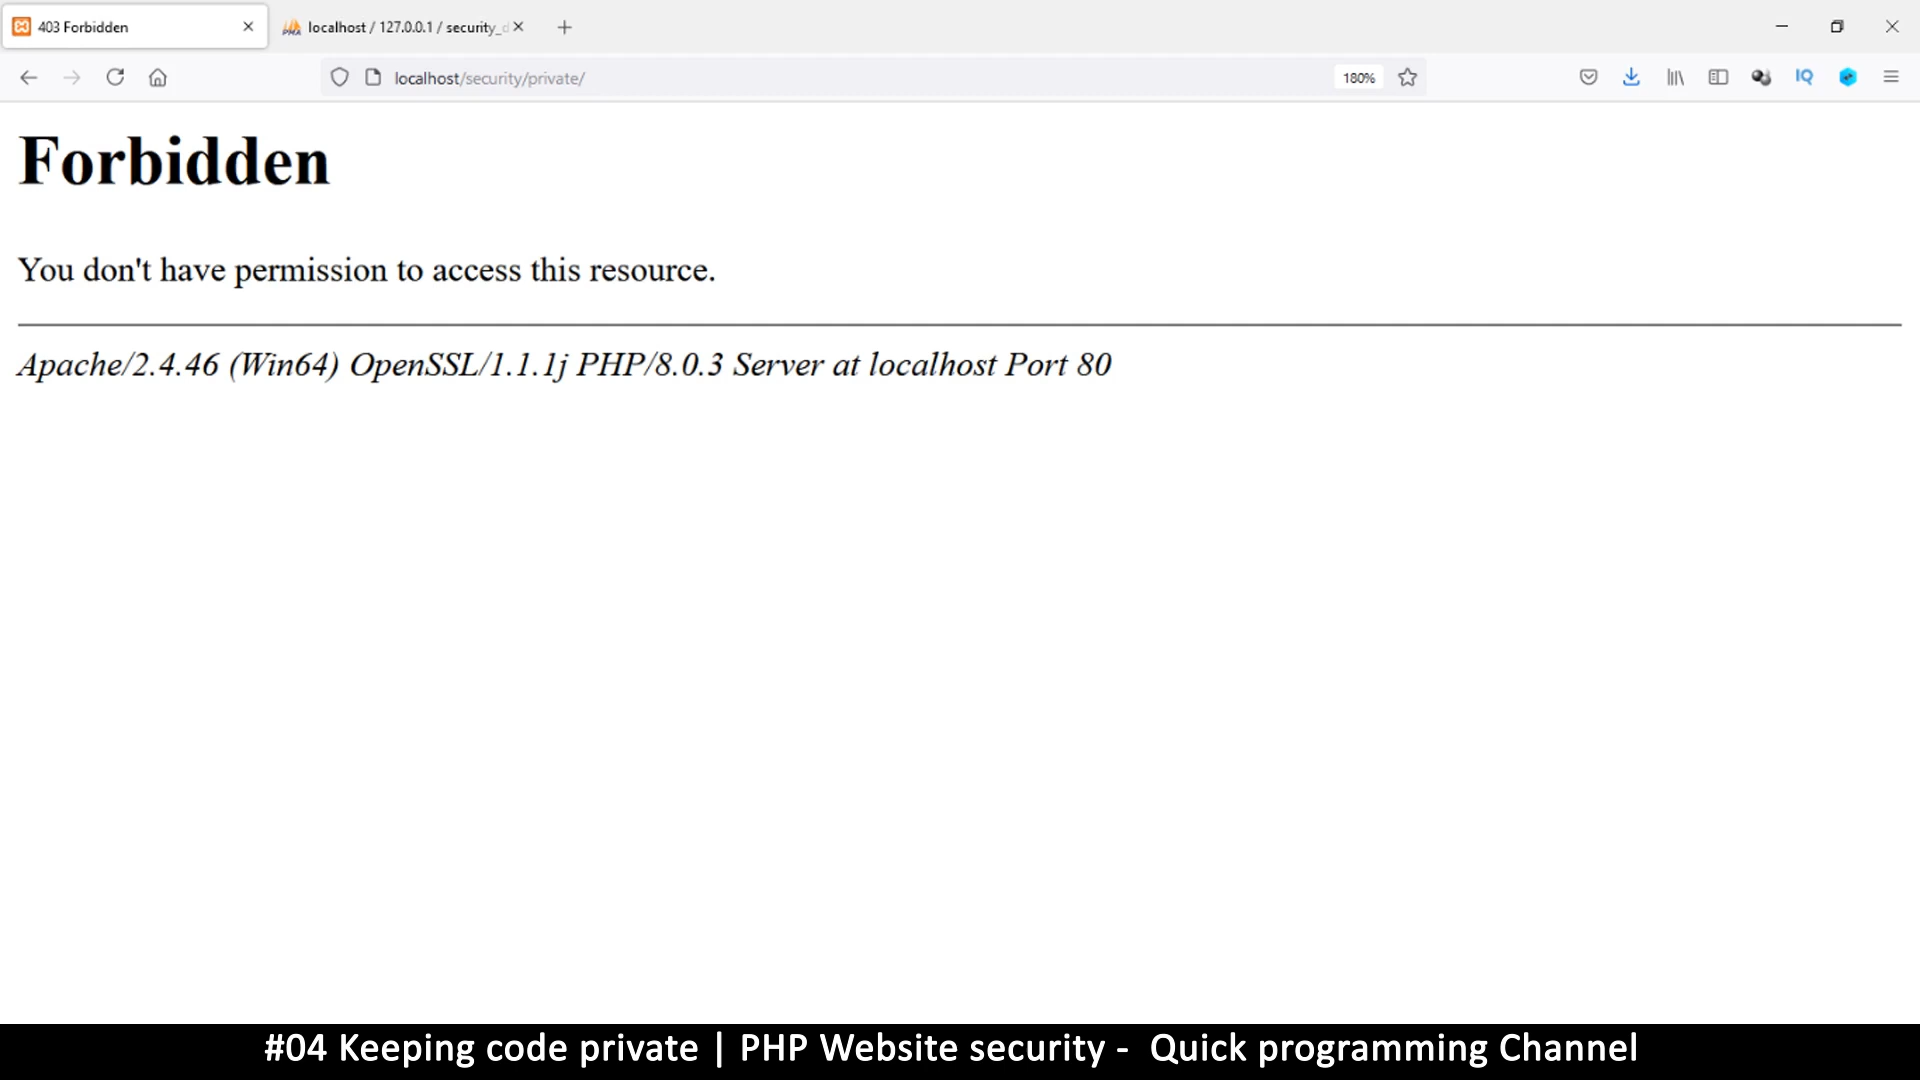 403 Forbidden
localhost / 127.0.0.1 / security_d
localhost/security/private/
180%
IQ
Forbidden
You don't have permission to access this resource.
Apache/2.4.46 (Win64) OpenSSL/1.1.1j PHP/8.0.3 Server at localhost Port 80
#04 Keeping code private | PHP Website security - Quick programming Channel